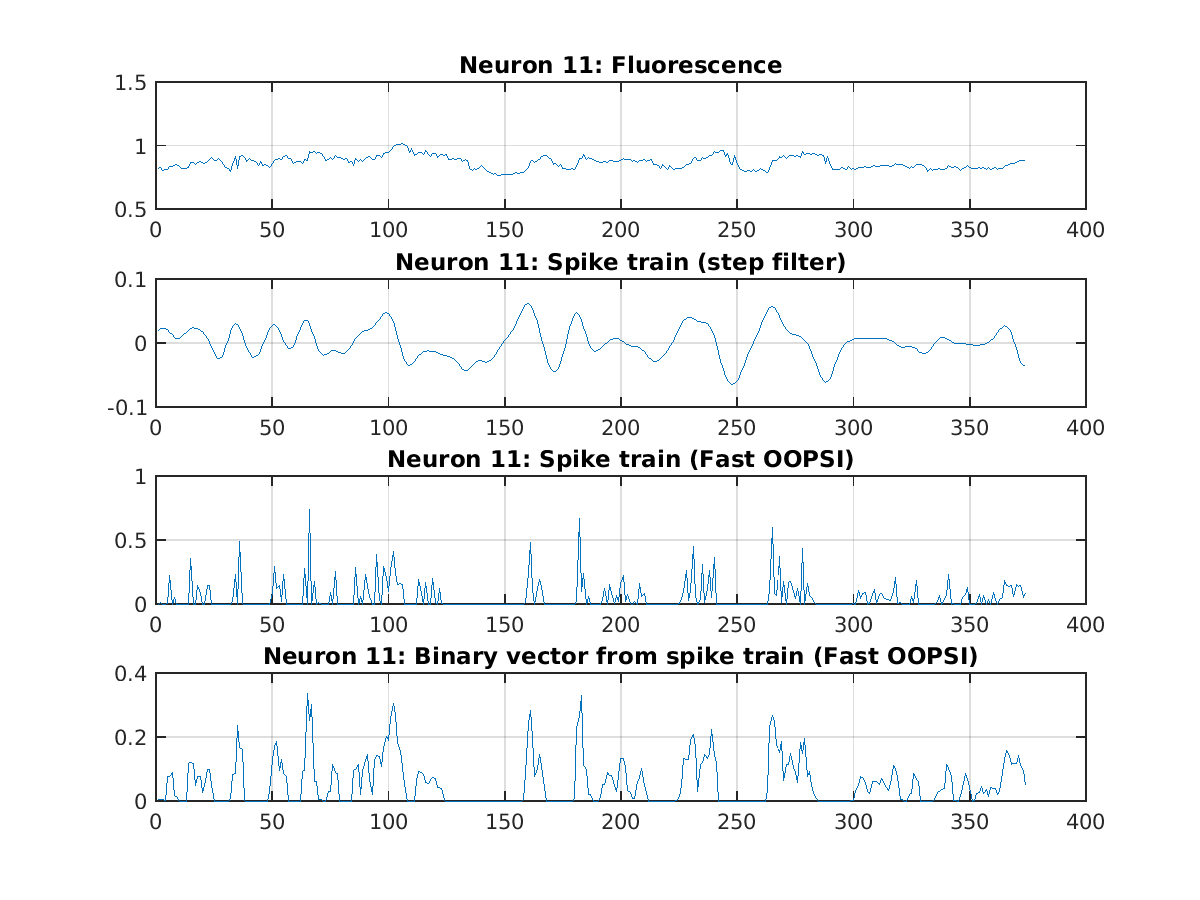 Neuron 11: Fluorescence
1.5
1
0.5
0 50 100 150 200 250 300 350 400
Neuron 11: Spike train (step filter)
0.1
0
-0.1
0 50 100 150 200 250 300 350 400
Neuron 11: Spike train (Fast OOPSI)
1
0.5
0
0 50 100 150 200 250 300 350 400
Neuron 11: Binary vector from spike train (Fast OOPSI)
0.4
0.2
0
0 50 100 150 200 250 300 350 400